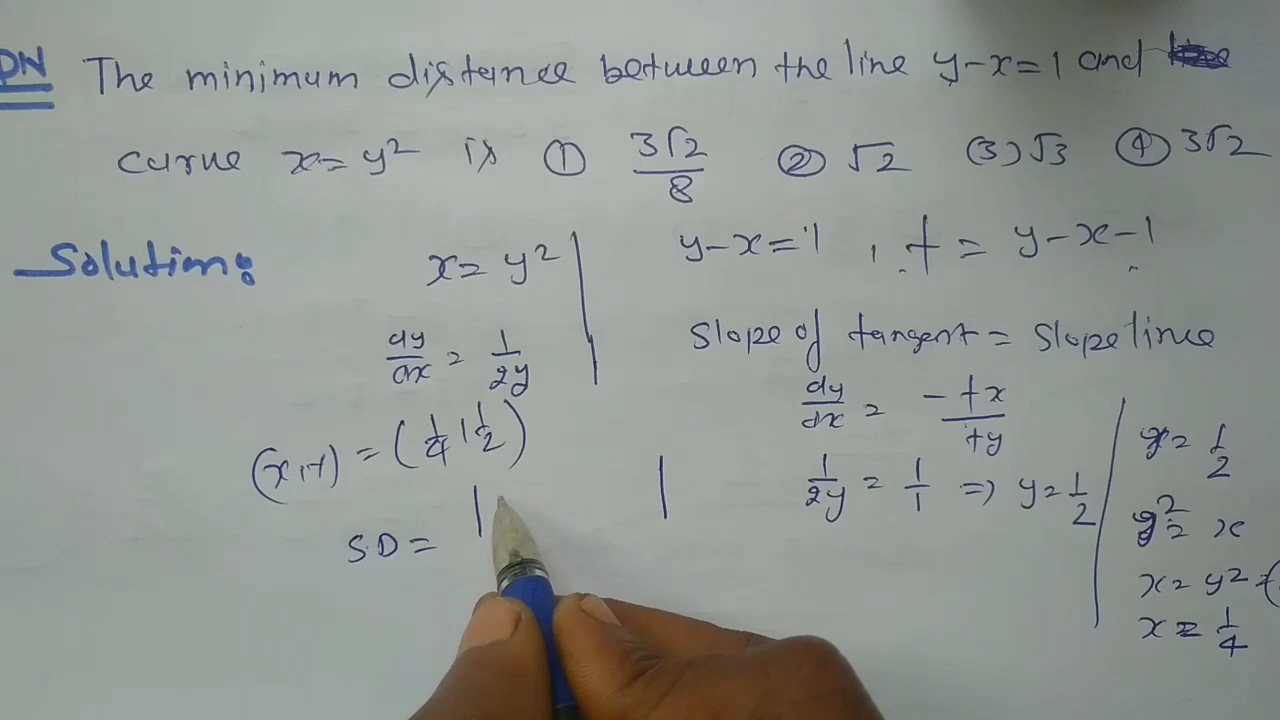 The minimum distance between the line y-x=1 and
curve x=y² is ① 3√2/8 ② √2 (3) √3 ④ 3√2
Solution:
x= y²
dy/dx = 1/2y
(x,y) = (1/4, 1/2)
S.D = |
y-x=1, f = y-x-1
Slope of tangent = Slope line
dy/dx = -fx/fy
1/2y = 1/1 => y=1/2
y= 1/2
y²= x
x= y² = (
x= 1/4